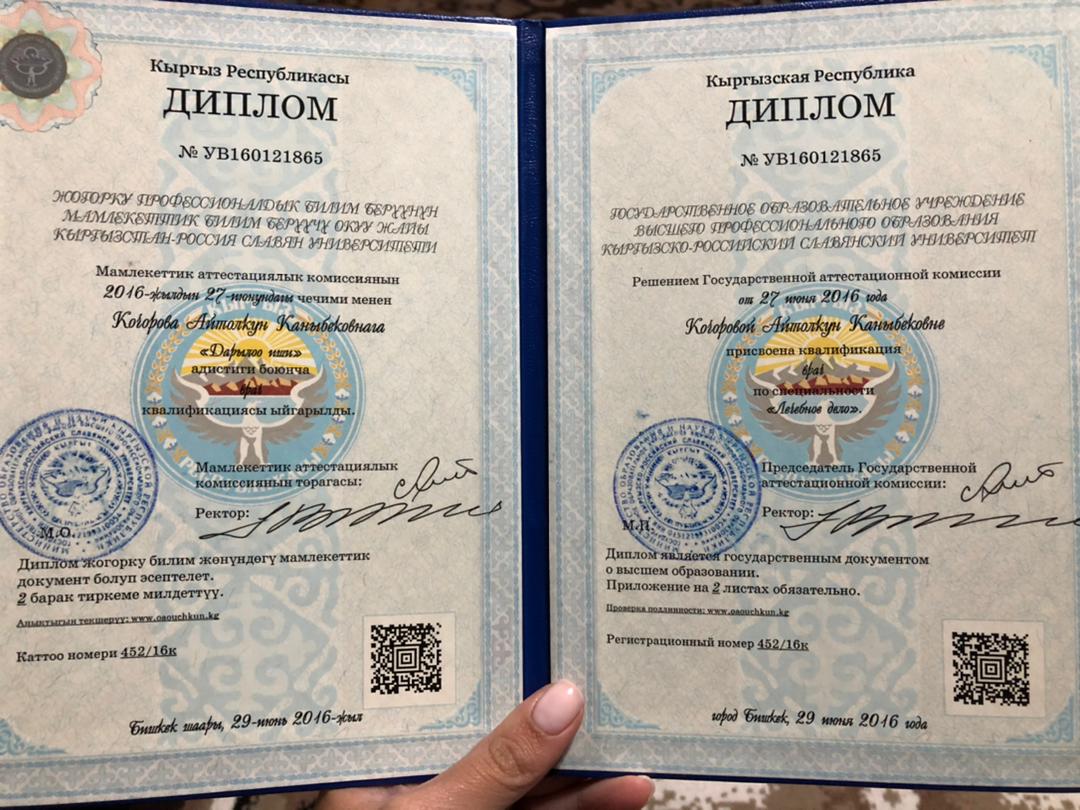 Кыргыз Республикасы
ДИПЛОМ
№ УВ160121865
ЖОГОРКУ ПРОФЕССИОНАЛДЫК БИЛИМ БЕРҮҮНҮН
МАМЛЕКЕТТИК БИЛИМ БЕРҮҮЧҮ ОКУУ ЖАЙЫ
КЫРГЫЗСТАН-РОССИЯ СЛАВЯН УНИВЕРСИТЕТИ
Мамлекеттик аттестациялык комиссиянын
2016-жылдын 27-июнундагы чечими менен
Кочорова Айтолкун Каныбековнага
«Дарылоо иши»
адистиги боюнча
врач
квалификациясы ыйгарылды.
Мамлекеттик аттестациялык
комиссиянын торагасы:
Ректор:
М.О.
Диплом жогорку билим жөнүндөгү мамлекеттик
документ болуп эсептелет.
2 барак тиркеме милдеттүү.
Аныктыгын текшерүү: www.oaouchkun.kg
Каттоо номери 452/16к
Бишкек шаары, 29-июнь 2016-жыл
Кыргызская Республика
ДИПЛОМ
№ УВ160121865
ГОСУДАРСТВЕННОЕ ОБРАЗОВАТЕЛЬНОЕ УЧРЕЖДЕНИЕ
ВЫСШЕГО ПРОФЕССИОНАЛЬНОГО ОБРАЗОВАНИЯ
КЫРГЫЗСКО-РОССИЙСКИЙ СЛАВЯНСКИЙ УНИВЕРСИТЕТ
Решением Государственной аттестационной комиссии
от 27 июня 2016 года
Кочоровой Айтолкун Каныбековне
присвоена квалификация
врач
по специальности
«Лечебное дело».
Председатель Государственной
аттестационной комиссии:
Ректор:
М.П.
Диплом является государственным документом
о высшем образовании.
Приложение на 2 листах обязательно.
Проверка подлинности: www.oaouchkun.kg
Регистрационный номер 452/16к
город Бишкек, 29 июня 2016 года